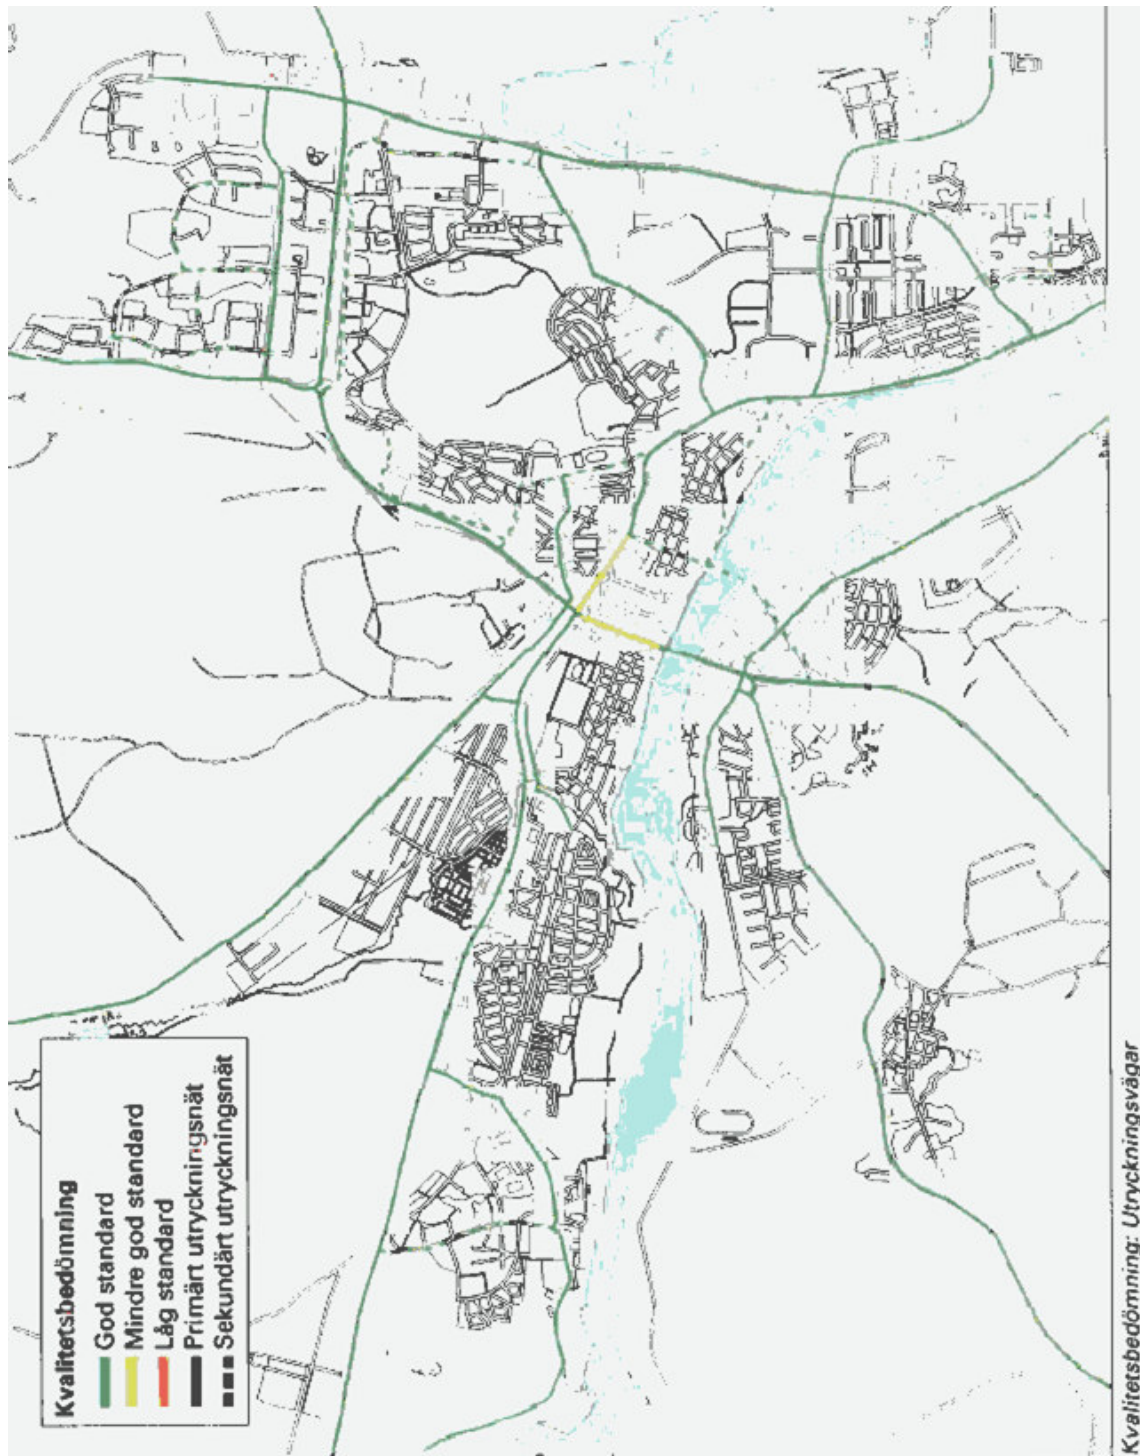 Kvalitetsbedömning
God standard
Mindre god standard
Låg standard
Primärt utryckningsnät
Sekundärt utryckningsnät
Kvalitetsbedömning: Utryckningsvägar